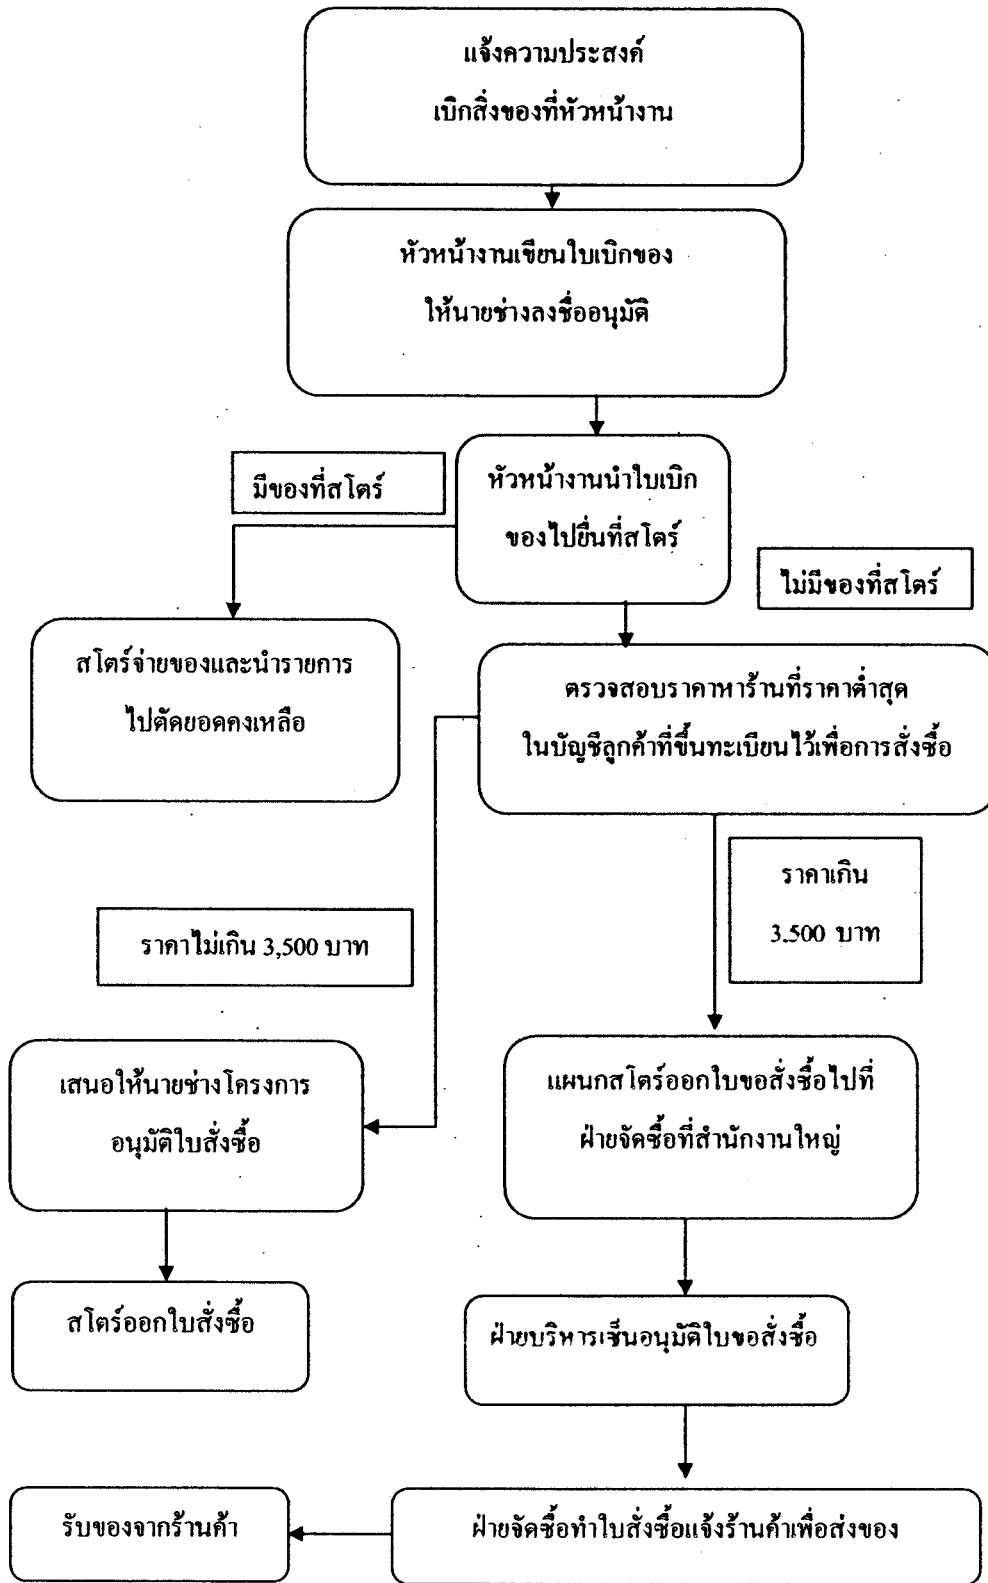 แจ้งความประสงค์
เบิกสิ่งของที่หัวหน้างาน
หัวหน้างานเขียนใบเบิกของ
ให้นายช่างลงชื่ออนุมัติ
มีของที่สโตร์
หัวหน้างานนำใบเบิก
ของไปยื่นที่สโตร์
ไม่มีของที่สโตร์
สโตร์จ่ายของและนำรายการ
ไปตัดยอดคงเหลือ
ตรวจสอบราคาหาร้านที่ราคาต่ำสุด
ในบัญชีลูกค้าที่ขึ้นทะเบียนไว้เพื่อการสั่งซื้อ
ราคาเกิน
3.500 บาท
ราคาไม่เกิน 3,500 บาท
เสนอให้นายช่างโครงการ
อนุมัติใบสั่งซื้อ
แผนกสโตร์ออกใบขอสั่งซื้อไปที่
ฝ่ายจัดซื้อที่สำนักงานใหญ่
สโตร์ออกใบสั่งซื้อ
ฝ่ายบริหารเซ็นอนุมัติใบขอสั่งซื้อ
รับของจากร้านค้า
ฝ่ายจัดซื้อทำใบสั่งซื้อแจ้งร้านค้าเพื่อส่งของ